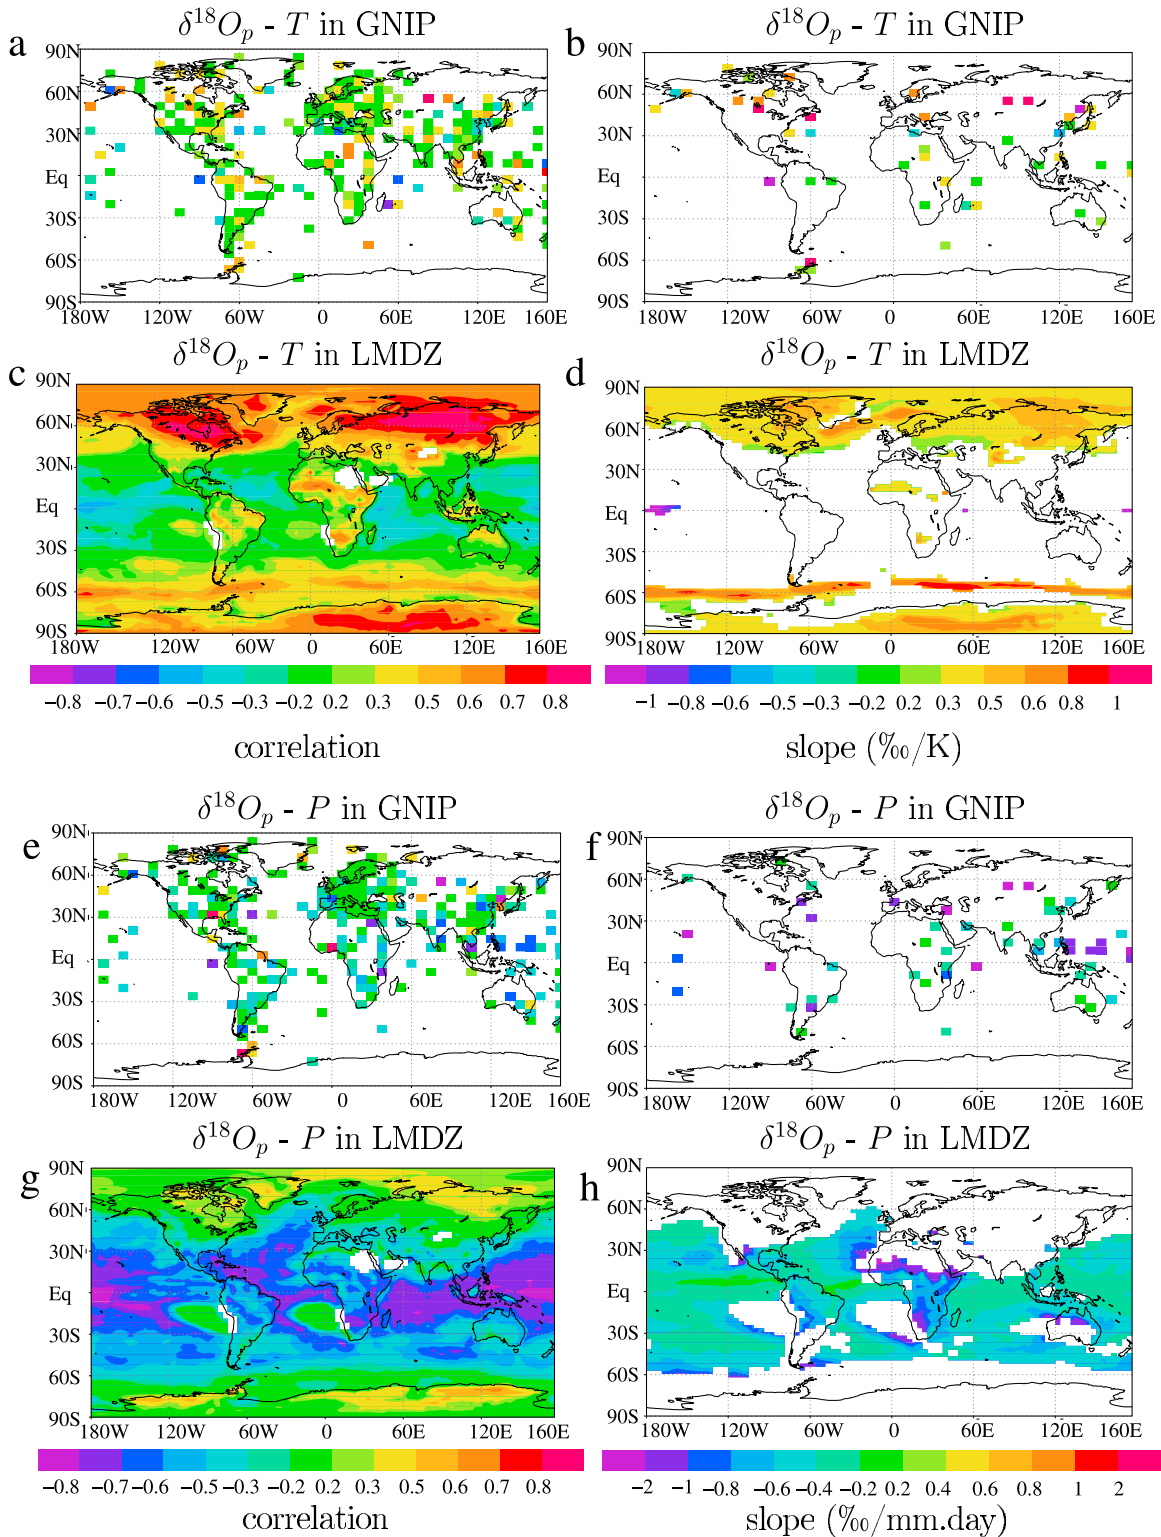 a
δ¹⁸Oₚ - T in GNIP
90N
60N
30N
Eq
30S
60S
90S
180W 120W 60W 0 60E 120E 160E
b
δ¹⁸Oₚ - T in GNIP
90N
60N
30N
Eq
30S
60S
90S
180W 120W 60W 0 60E 120E 160E
c
δ¹⁸Oₚ - T in LMDZ
90N
60N
30N
Eq
30S
60S
90S
180W 120W 60W 0 60E 120E 160E
−0.8 −0.7 −0.6 −0.5 −0.3 −0.2 0.2 0.3 0.5 0.6 0.7 0.8
correlation
d
δ¹⁸Oₚ - T in LMDZ
90N
60N
30N
Eq
30S
60S
90S
180W 120W 60W 0 60E 120E 160E
−1 −0.8 −0.6 −0.5 −0.3 −0.2 0.2 0.3 0.5 0.6 0.8 1
slope (‰/K)
e
δ¹⁸Oₚ - P in GNIP
90N
60N
30N
Eq
30S
60S
90S
180W 120W 60W 0 60E 120E 160E
f
δ¹⁸Oₚ - P in GNIP
90N
60N
30N
Eq
30S
60S
90S
180W 120W 60W 0 60E 120E 160E
g
δ¹⁸Oₚ - P in LMDZ
90N
60N
30N
Eq
30S
60S
90S
180W 120W 60W 0 60E 120E 160E
−0.8 −0.7 −0.6 −0.5 −0.3 −0.2 0.2 0.3 0.5 0.6 0.7 0.8
correlation
h
δ¹⁸Oₚ - P in LMDZ
90N
60N
30N
Eq
30S
60S
90S
180W 120W 60W 0 60E 120E 160E
−2 −1 −0.8 −0.6 −0.4 −0.2 0.2 0.4 0.6 0.8 1 2
slope (‰/mm.day)